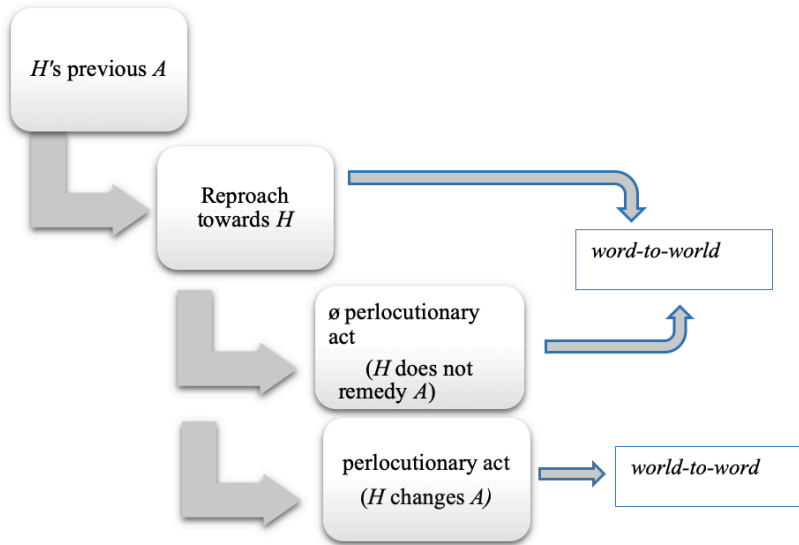 H's previous A
Reproach
towards H
word-to-world
ø perlocutionary
act
(H does not
remedy A)
perlocutionary act
(H changes A)
world-to-word